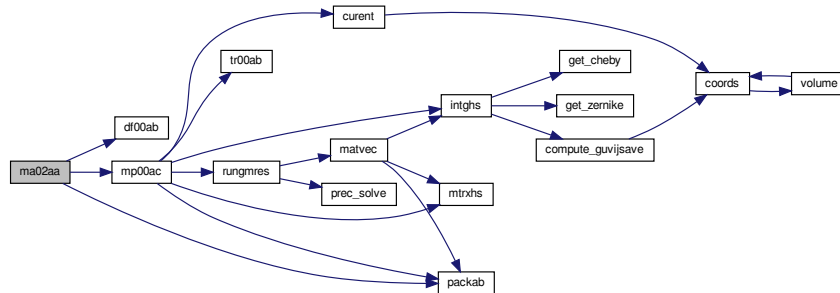 curent
tr00ab
get_cheby
coords
volume
intghs
get_zernike
df00ab
matvec
compute_guvijsave
ma02aa
mp00ac
rungmres
prec_solve
mtrxhs
packab